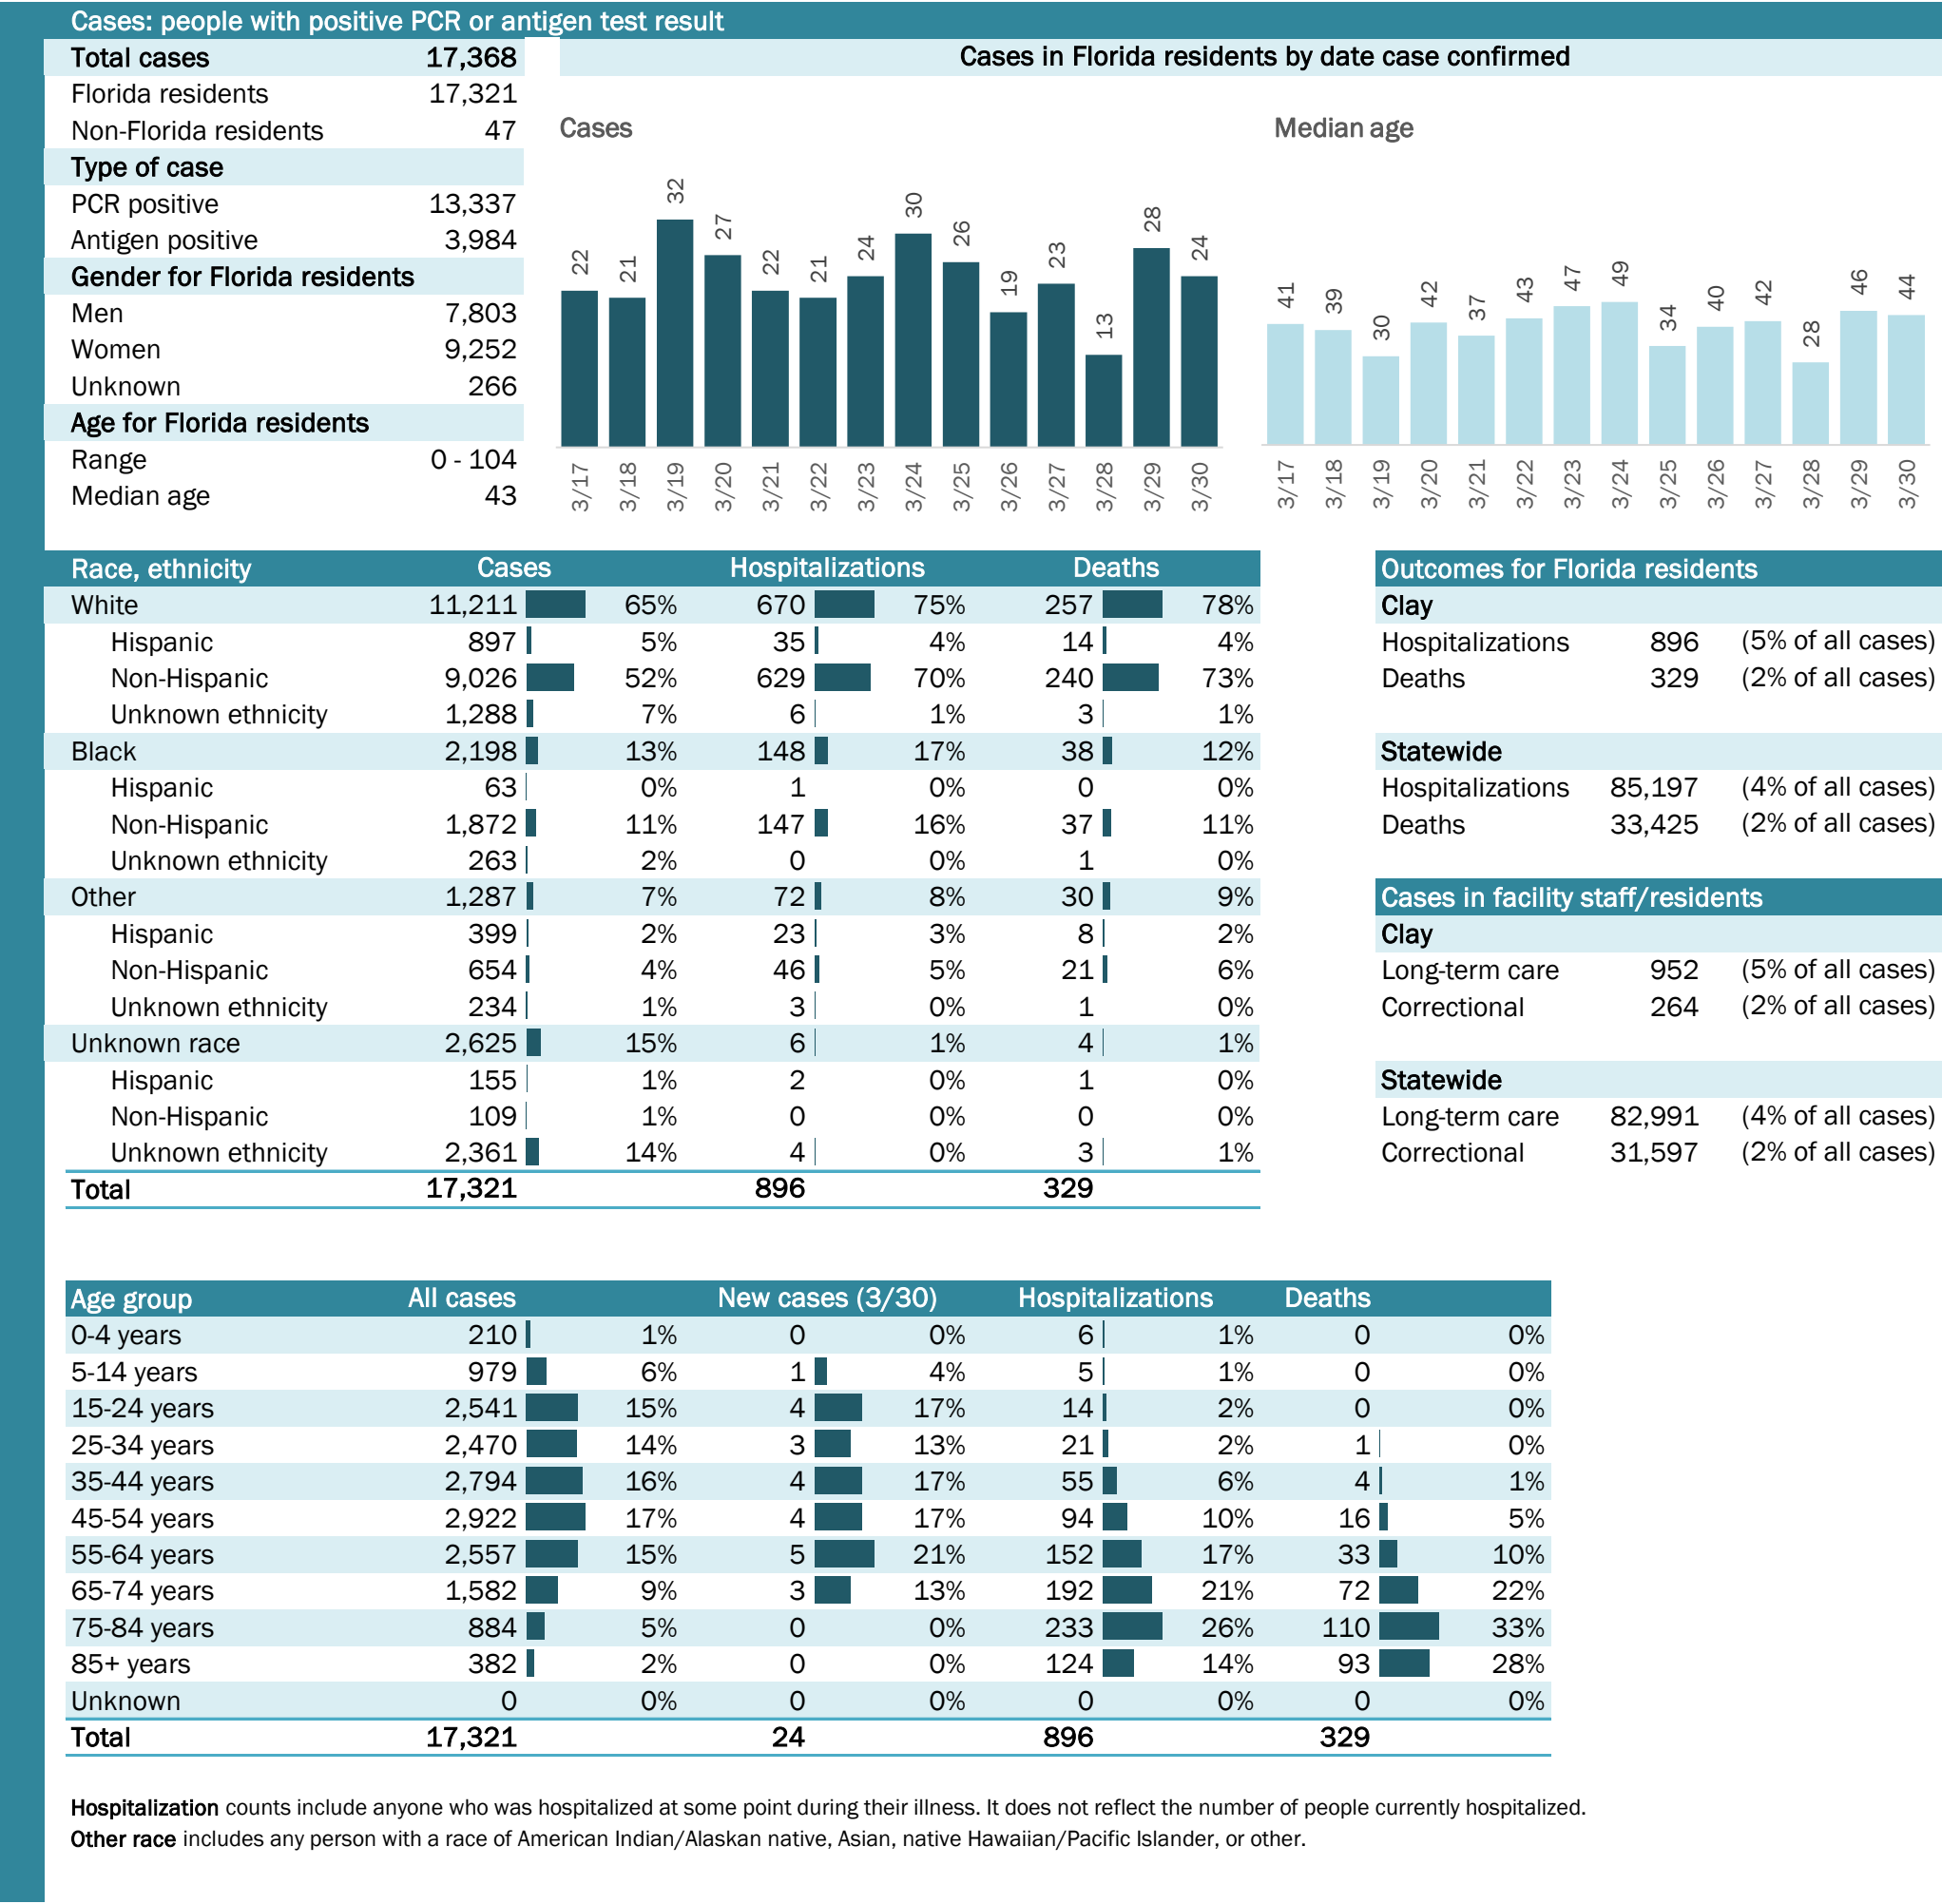 Cases: people with positive PCR or antigen test result
Total cases 17,368
Florida residents 17,321
Non-Florida residents 47
Type of case
PCR positive 13,337
Antigen positive 3,984
Gender for Florida residents
Men 7,803
Women 9,252
Unknown 266
Age for Florida residents
Range 0 - 104
Median age 43
Cases in Florida residents by date case confirmed
Cases
22 21 32 27 22 21 24 30 26 19 23 13 28 24
3/17 3/18 3/19 3/20 3/21 3/22 3/23 3/24 3/25 3/26 3/27 3/28 3/29 3/30
Median age
41 39 30 42 37 43 47 49 34 40 42 28 46 44
3/17 3/18 3/19 3/20 3/21 3/22 3/23 3/24 3/25 3/26 3/27 3/28 3/29 3/30
Race, ethnicity Cases Hospitalizations Deaths
White 11,211 65% 670 75% 257 78%
Hispanic 897 5% 35 4% 14 4%
Non-Hispanic 9,026 52% 629 70% 240 73%
Unknown ethnicity 1,288 7% 6 1% 3 1%
Black 2,198 13% 148 17% 38 12%
Hispanic 63 0% 1 0% 0 0%
Non-Hispanic 1,872 11% 147 16% 37 11%
Unknown ethnicity 263 2% 0 0% 1 0%
Other 1,287 7% 72 8% 30 9%
Hispanic 399 2% 23 3% 8 2%
Non-Hispanic 654 4% 46 5% 21 6%
Unknown ethnicity 234 1% 3 0% 1 0%
Unknown race 2,625 15% 6 1% 4 1%
Hispanic 155 1% 2 0% 1 0%
Non-Hispanic 109 1% 0 0% 0 0%
Unknown ethnicity 2,361 14% 4 0% 3 1%
Total 17,321 896 329
Outcomes for Florida residents
Clay
Hospitalizations 896 (5% of all cases)
Deaths 329 (2% of all cases)
Statewide
Hospitalizations 85,197 (4% of all cases)
Deaths 33,425 (2% of all cases)
Cases in facility staff/residents
Clay
Long-term care 952 (5% of all cases)
Correctional 264 (2% of all cases)
Statewide
Long-term care 82,991 (4% of all cases)
Correctional 31,597 (2% of all cases)
Age group All cases New cases (3/30) Hospitalizations Deaths
0-4 years 210 1% 0 0% 6 1% 0 0%
5-14 years 979 6% 1 4% 5 1% 0 0%
15-24 years 2,541 15% 4 17% 14 2% 0 0%
25-34 years 2,470 14% 3 13% 21 2% 1 0%
35-44 years 2,794 16% 4 17% 55 6% 4 1%
45-54 years 2,922 17% 4 17% 94 10% 16 5%
55-64 years 2,557 15% 5 21% 152 17% 33 10%
65-74 years 1,582 9% 3 13% 192 21% 72 22%
75-84 years 884 5% 0 0% 233 26% 110 33%
85+ years 382 2% 0 0% 124 14% 93 28%
Unknown 0 0% 0 0% 0 0% 0 0%
Total 17,321 24 896 329
Hospitalization counts include anyone who was hospitalized at some point during their illness. It does not reflect the number of people currently hospitalized.
Other race includes any person with a race of American Indian/Alaskan native, Asian, native Hawaiian/Pacific Islander, or other.